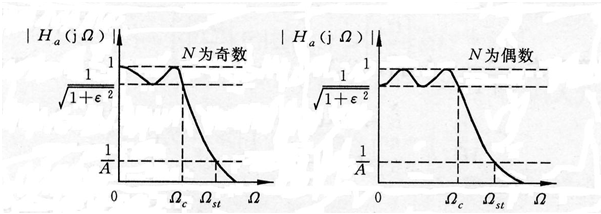 |H_a(jΩ)|
N为奇数
1
1/√(1+ε²)
1/A
0 Ω_c Ω_st Ω
|H_a(jΩ)|
N为偶数
1
1/√(1+ε²)
1/A
0 Ω_c Ω_st Ω